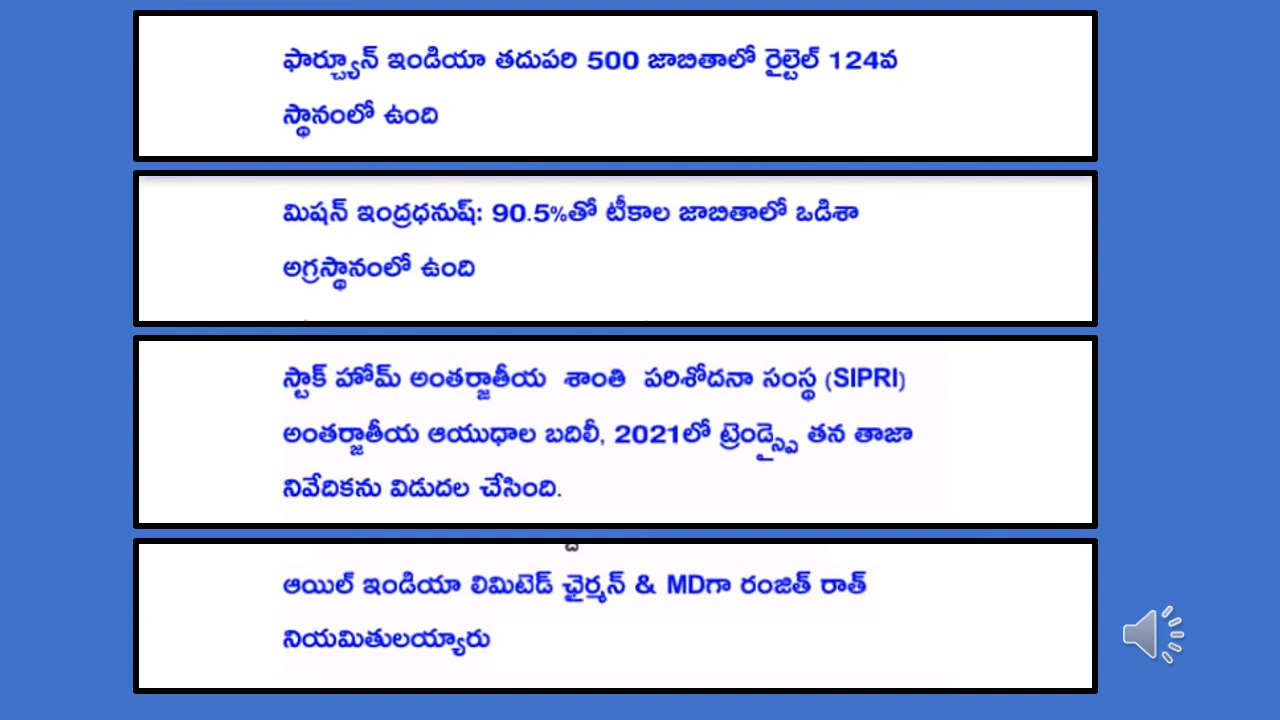 ఫార్చ్యూన్ ఇండియా తదుపరి 500 జాబితాలో రైల్టెల్ 124వ
స్థానంలో ఉంది
మిషన్ ఇంద్రధనుష్: 90.5%తో టీకాల జాబితాలో ఒడిశా
అగ్రస్థానంలో ఉంది
స్టాక్ హోమ్ అంతర్జాతీయ శాంతి పరిశోదనా సంస్థ (SIPRI)
అంతర్జాతీయ ఆయుధాల బదిలీ, 2021లో ట్రెండ్స్పై తన తాజా
నివేదికను విడుదల చేసింది.
ఆయిల్ ఇండియా లిమిటెడ్ ఛైర్మన్ & MDగా రంజిత్ రాత్
నియమితులయ్యారు